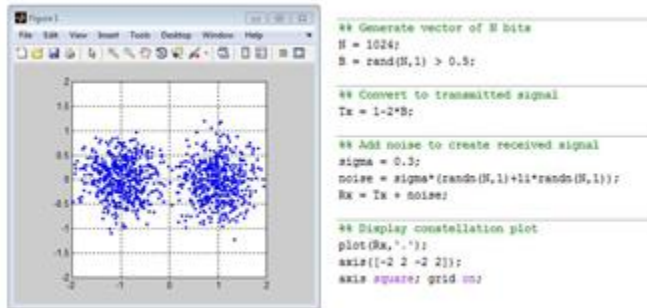 Figure 1
File Edit View Insert Tools Desktop Window Help
2
1.5
1
0.5
0
-0.5
-1
-1.5
-2
-2 -1 0 1 2
%% Generate vector of N bits
N = 1024;
B = rand(N,1) > 0.5;
%% Convert to transmitted signal
Tx = 1-2*B;
%% Add noise to create received signal
sigma = 0.3;
noise = sigma*(randn(N,1)+1i*randn(N,1));
Rx = Tx + noise;
%% Display constellation plot
plot(Rx,'.');
axis([-2 2 -2 2]);
axis square; grid on;